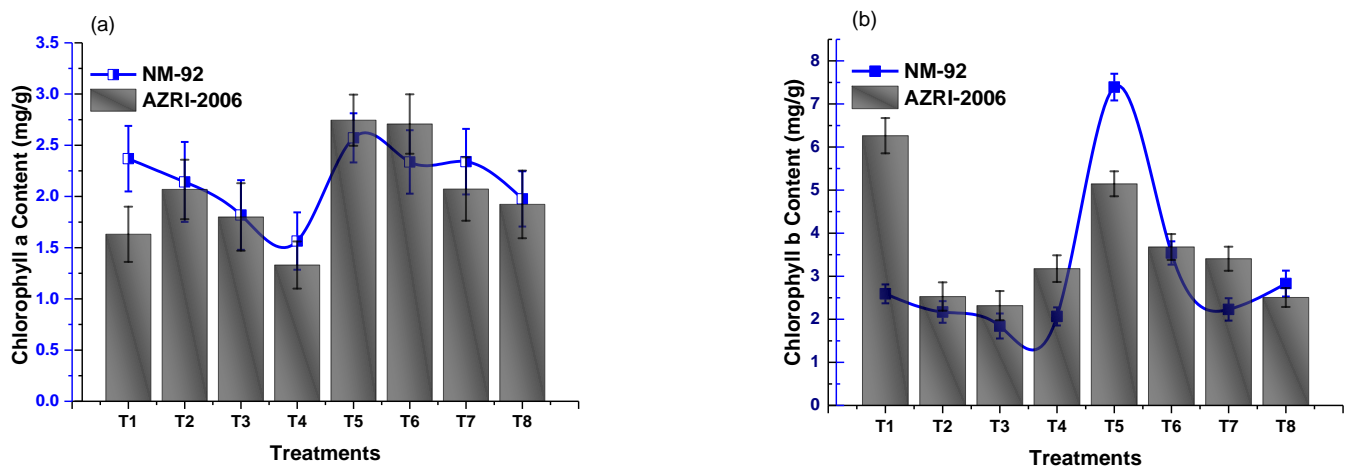 (a)
Chlorophyll a Content (mg/g)
3.5
3.0
2.5
2.0
1.5
1.0
0.5
0.0
NM-92
AZRI-2006
T1 T2 T3 T4 T5 T6 T7 T8
Treatments
(b)
Chlorophyll b Content (mg/g)
8
7
6
5
4
3
2
1
0
NM-92
AZRI-2006
T1 T2 T3 T4 T5 T6 T7 T8
Treatments